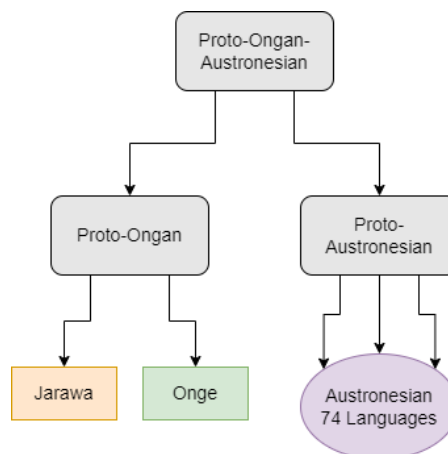 Proto-Ongan-
Austronesian
Proto-Ongan
Proto-
Austronesian
Jarawa
Onge
Austronesian
74 Languages